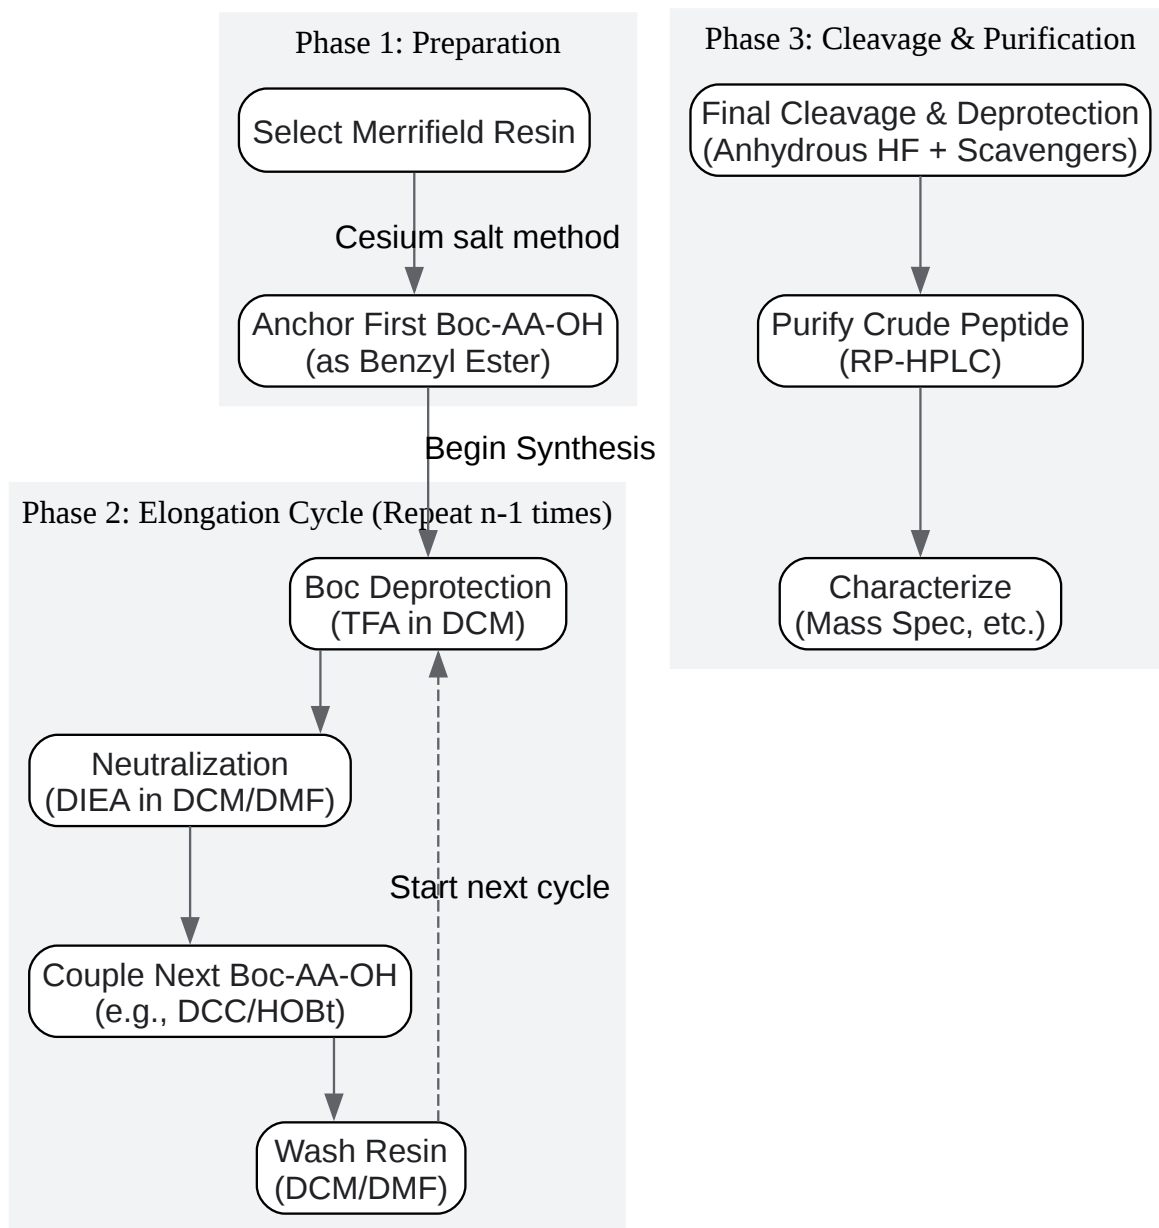 Phase 1: Preparation
Select Merrifield Resin
Cesium salt method
Anchor First Boc-AA-OH
(as Benzyl Ester)
Begin Synthesis
Phase 2: Elongation Cycle (Repeat n-1 times)
Boc Deprotection
(TFA in DCM)
Neutralization
(DIEA in DCM/DMF)
Start next cycle
Couple Next Boc-AA-OH
(e.g., DCC/HOBt)
Wash Resin
(DCM/DMF)
Phase 3: Cleavage & Purification
Final Cleavage & Deprotection
(Anhydrous HF + Scavengers)
Purify Crude Peptide
(RP-HPLC)
Characterize
(Mass Spec, etc.)